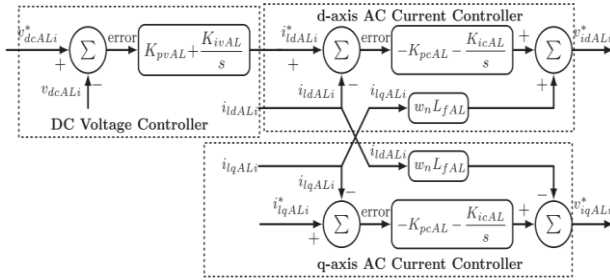 d-axis AC Current Controller
v*dcALi + − Σ error KpvAL + KivAL/s i*ldALi + − Σ error −KpcAL − KicAL/s + + Σ v*idALi
vdcALi
ildALi ilqALi
ildALi wnLfAL
DC Voltage Controller
ilqALi ildALi wnLfAL
ilqALi
i*lqALi + − Σ error −KpcAL − KicAL/s + − Σ v*iqALi
q-axis AC Current Controller